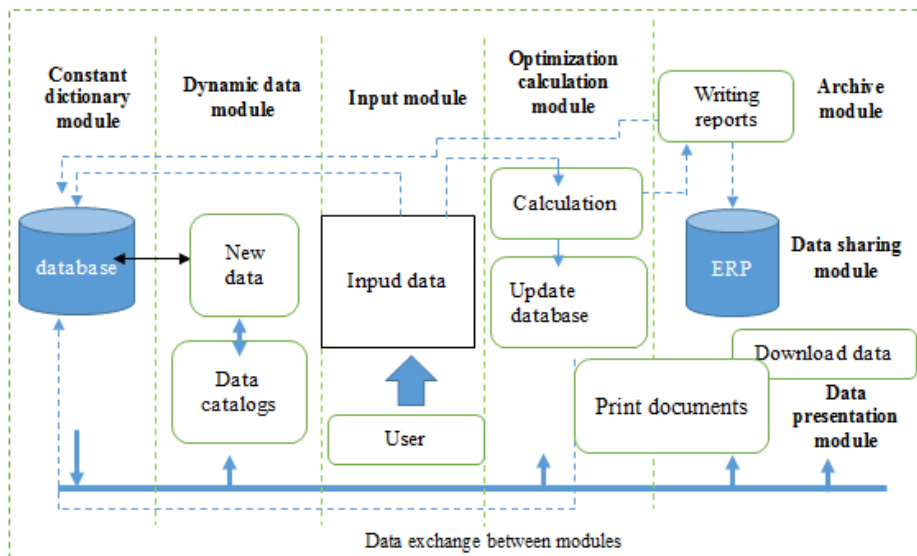 Constant
dictionary
module
Dynamic data
module
Input module
Optimization
calculation
module
Writing
reports
Archive
module
database
New
data
Inpud data
Calculation
ERP
Data sharing
module
Update
database
Data
catalogs
User
Print documents
Download data
Data
presentation
module
Data exchange between modules